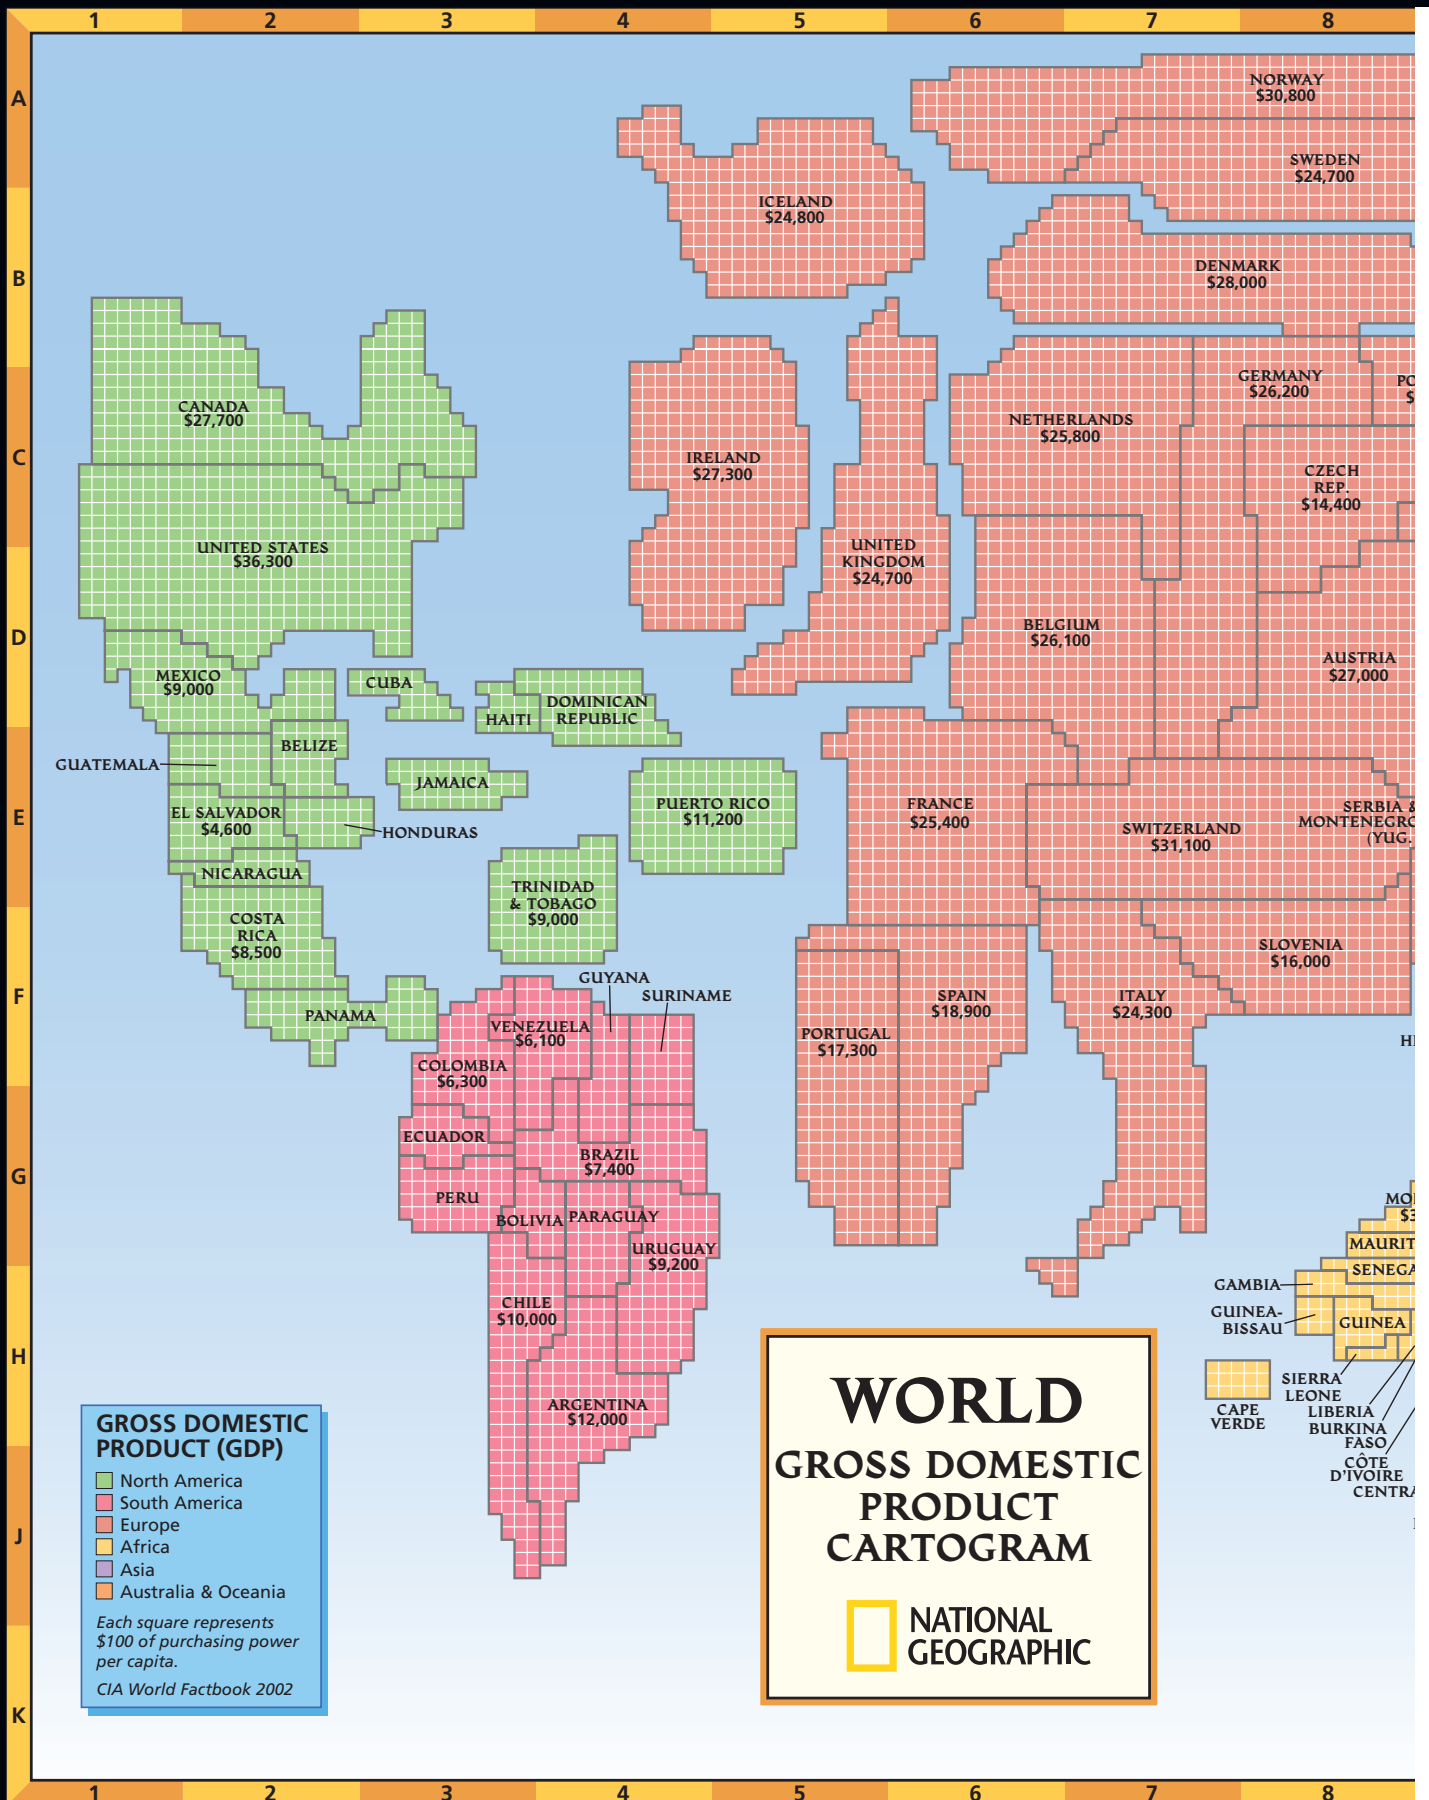 1 2 3 4 5 6 7 8
A
B
C
D
E
F
G
H
J
K
NORWAY
$30,800
SWEDEN
$24,700
ICELAND
$24,800
DENMARK
$28,000
CANADA
$27,700
GERMANY
$26,200
NETHERLANDS
$25,800
IRELAND
$27,300
CZECH
REP.
$14,400
UNITED STATES
$36,300
UNITED
KINGDOM
$24,700
BELGIUM
$26,100
AUSTRIA
$27,000
MEXICO
$9,000
CUBA
HAITI
DOMINICAN
REPUBLIC
BELIZE
GUATEMALA
JAMAICA
PUERTO RICO
$11,200
EL SALVADOR
$4,600
HONDURAS
FRANCE
$25,400
SWITZERLAND
$31,100
SERBIA &
MONTENEGRO
(YUG.
NICARAGUA
TRINIDAD
& TOBAGO
$9,000
COSTA
RICA
$8,500
SLOVENIA
$16,000
PANAMA
GUYANA
SURINAME
VENEZUELA
$6,100
SPAIN
$18,900
ITALY
$24,300
PORTUGAL
$17,300
COLOMBIA
$6,300
ECUADOR
BRAZIL
$7,400
PERU
BOLIVIA
PARAGUAY
URUGUAY
$9,200
CHILE
$10,000
ARGENTINA
$12,000
MAURIT
SENEGA
GAMBIA
GUINEA-
BISSAU
GUINEA
SIERRA
LEONE
LIBERIA
BURKINA
FASO
CÔTE
D'IVOIRE
CENTRA
CAPE
VERDE
WORLD
GROSS DOMESTIC
PRODUCT
CARTOGRAM
NATIONAL
GEOGRAPHIC
GROSS DOMESTIC
PRODUCT (GDP)
North America
South America
Europe
Africa
Asia
Australia & Oceania
Each square represents
$100 of purchasing power
per capita.
CIA World Factbook 2002
1 2 3 4 5 6 7 8